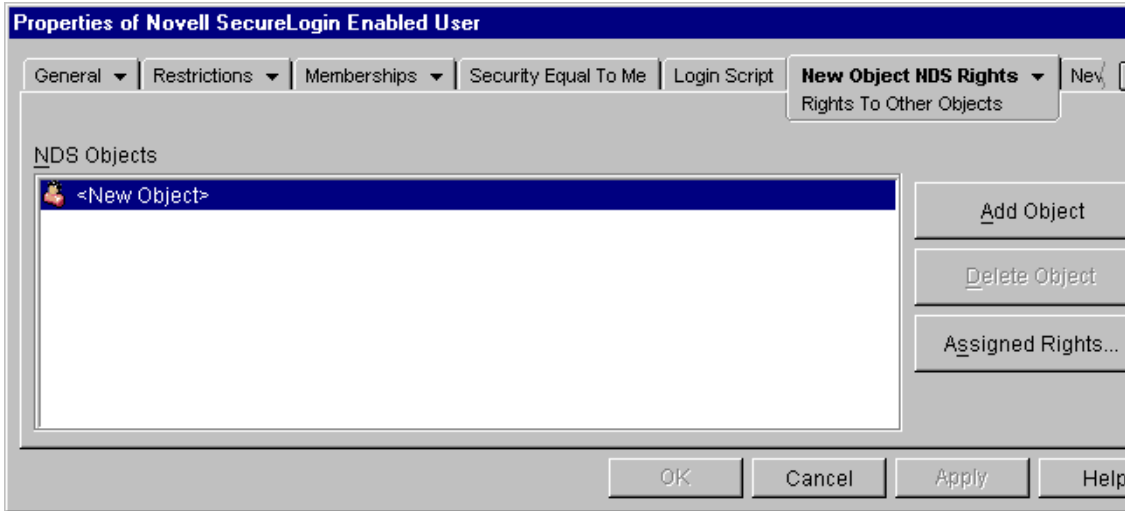 Properties of Novell SecureLogin Enabled User
General Restrictions Memberships Security Equal To Me Login Script New Object NDS Rights
Rights To Other Objects
NDS Objects
<New Object>
Add Object
Delete Object
Assigned Rights...
OK Cancel Apply Help